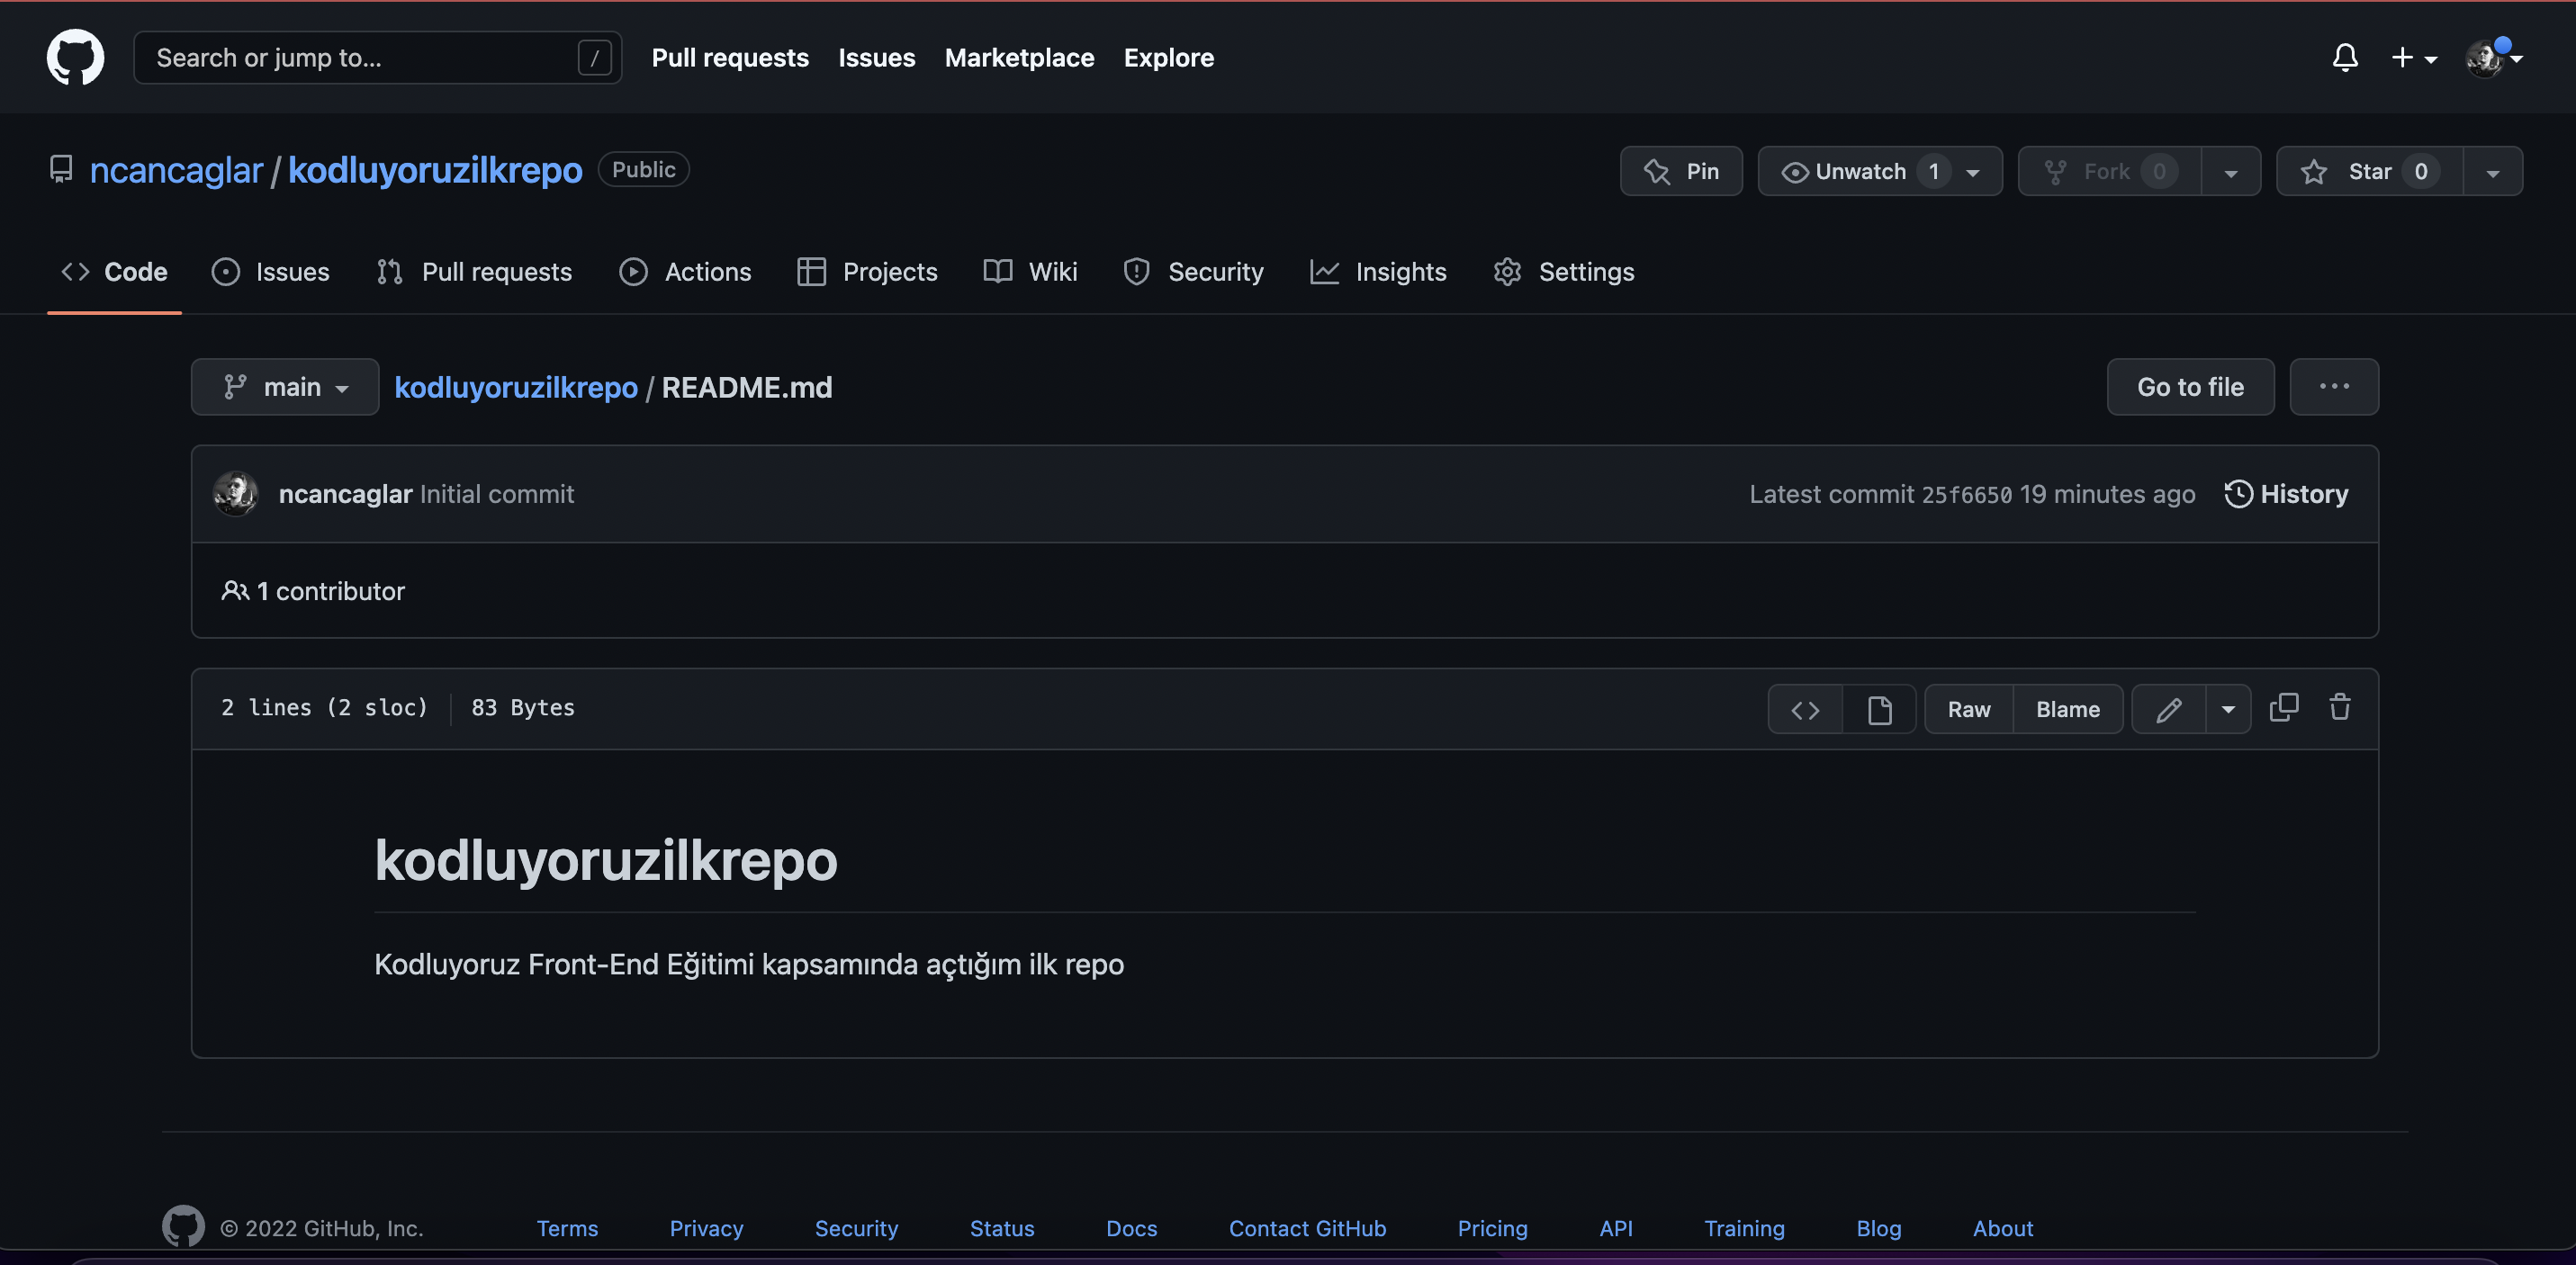 Search or jump to... / Pull requests Issues Marketplace Explore
ncancaglar / kodluyoruzilkrepo Public Pin Unwatch 1 Fork 0 Star 0
Code Issues Pull requests Actions Projects Wiki Security Insights Settings
main kodluyoruzilkrepo / README.md Go to file ...
ncancaglar Initial commit Latest commit 25f6650 19 minutes ago History
1 contributor
2 lines (2 sloc) 83 Bytes <> Raw Blame
kodluyoruzilkrepo
Kodluyoruz Front-End Eğitimi kapsamında açtığım ilk repo
© 2022 GitHub, Inc. Terms Privacy Security Status Docs Contact GitHub Pricing API Training Blog About